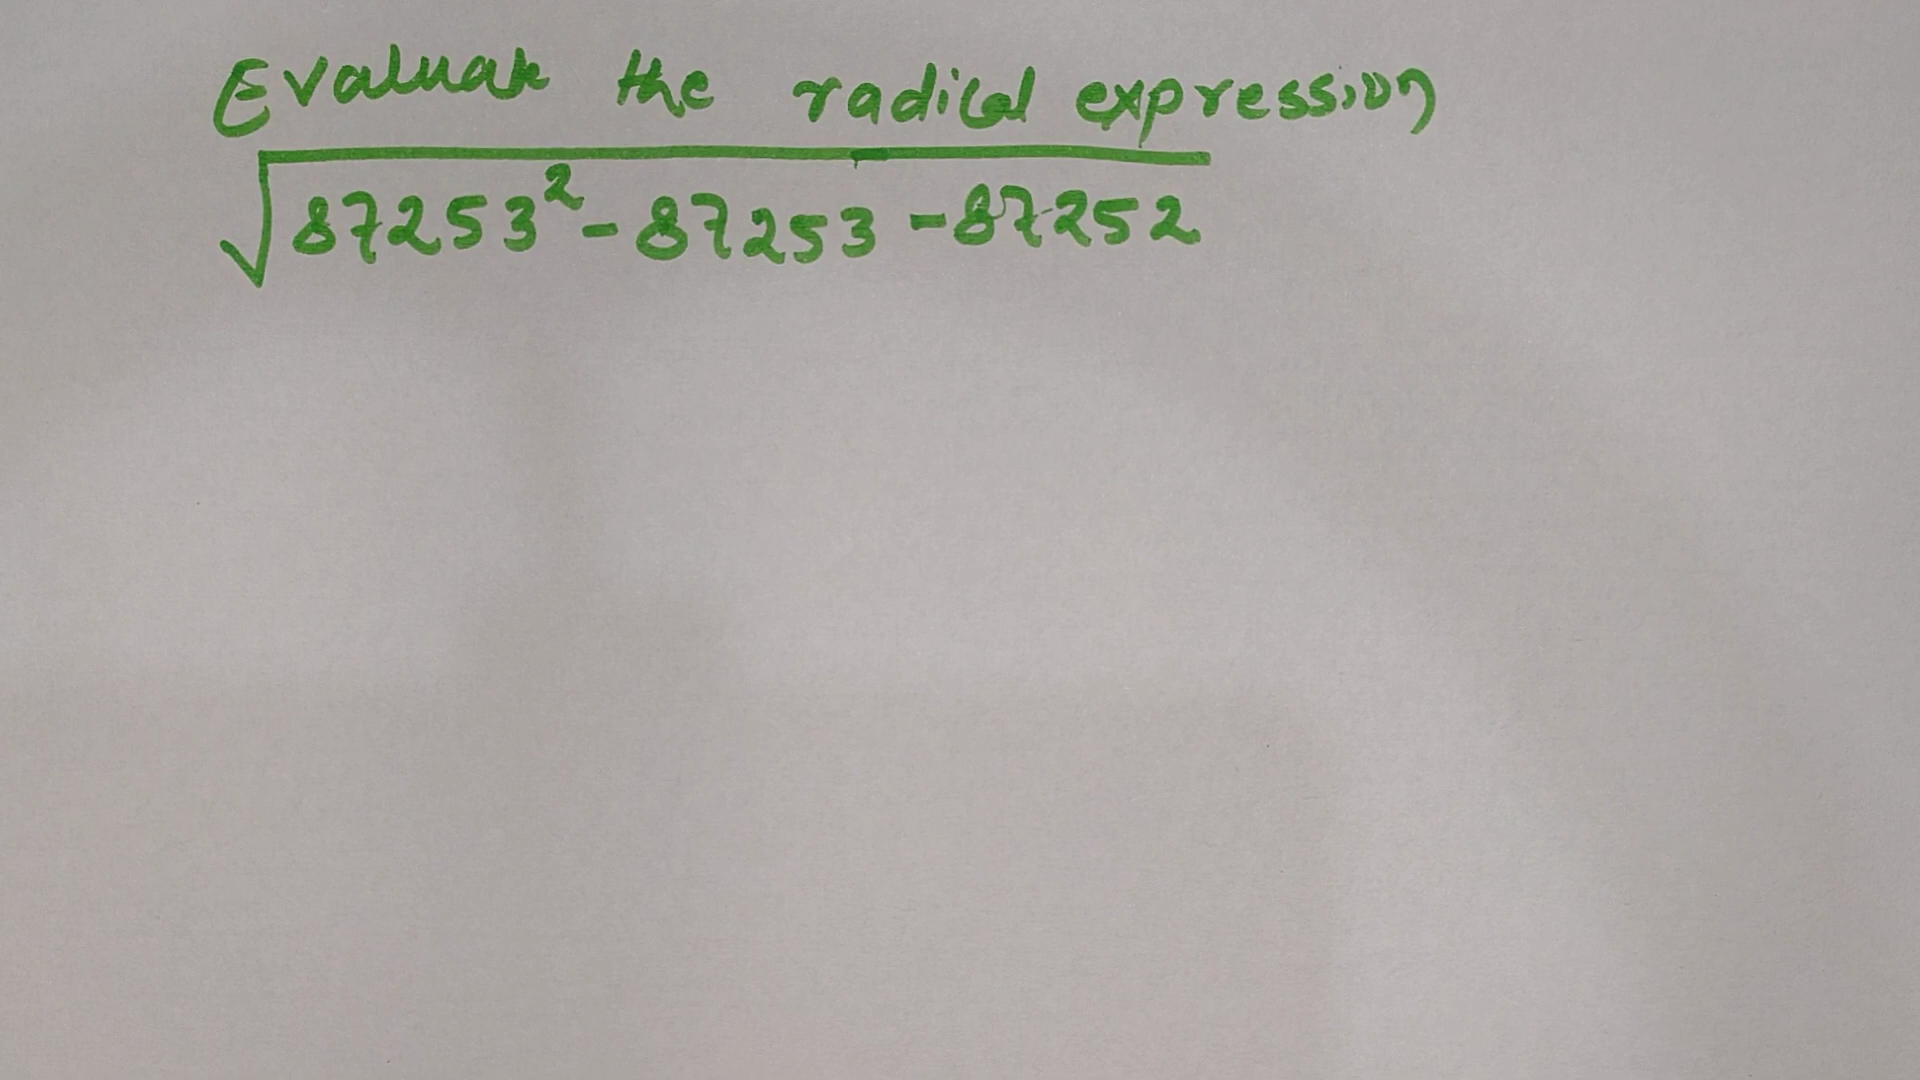 Evaluate the radical expression
√87253² - 87253 - 87252